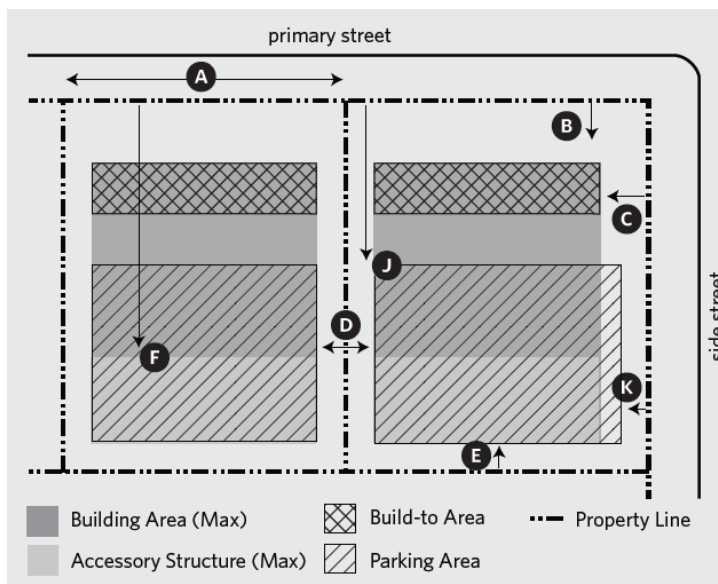 primary street
A
B
C
J
D
side street
F
K
E
Building Area (Max)
Build-to Area
Property Line
Accessory Structure (Max)
Parking Area